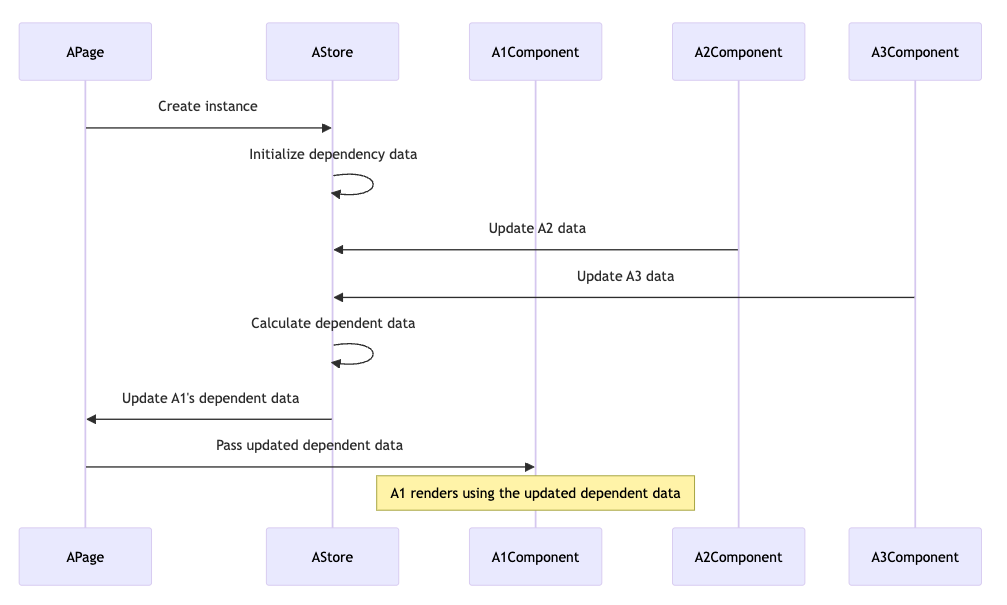 APage
AStore
A1Component
A2Component
A3Component
Create instance
Initialize dependency data
Update A2 data
Update A3 data
Calculate dependent data
Update A1's dependent data
Pass updated dependent data
A1 renders using the updated dependent data
APage
AStore
A1Component
A2Component
A3Component